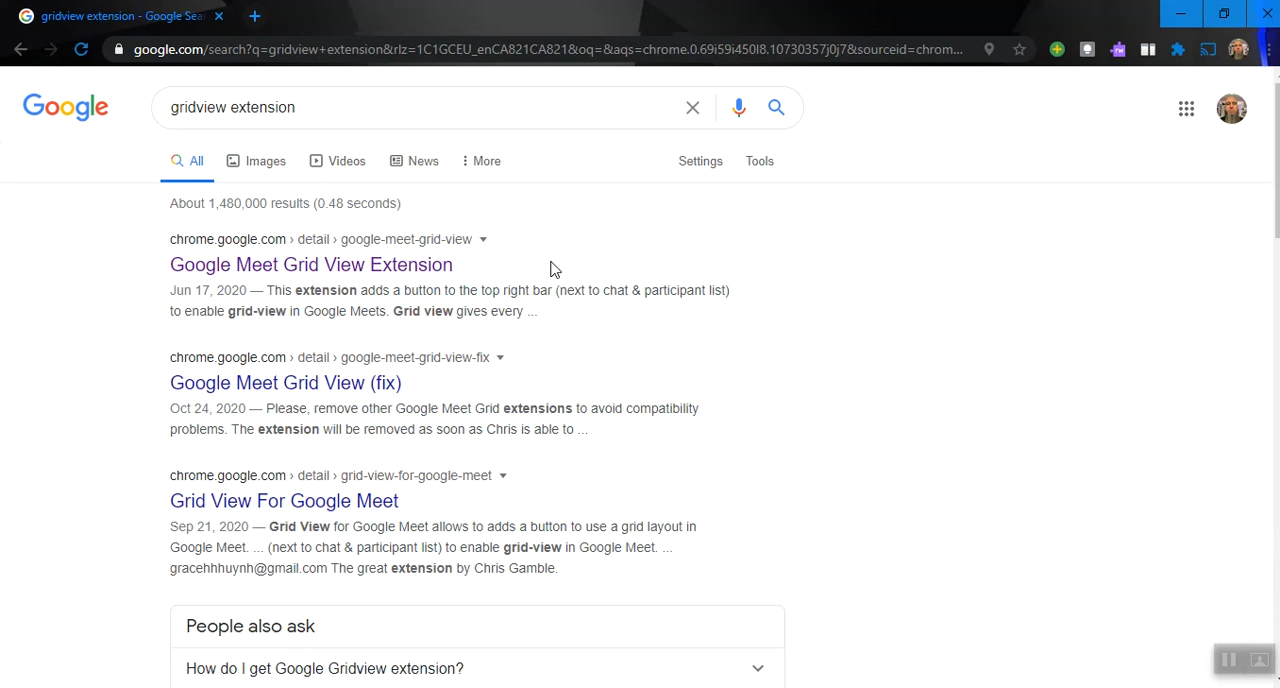 gridview extension - Google Sea
google.com/search?q=gridview+extension&rlz=1C1GCEU_enCA821CA821&oq=&aqs=chrome.0.69i59i450l8.10730357j0j7&sourceid=chrom...
Google
gridview extension
All Images Videos News More Settings Tools
About 1,480,000 results (0.48 seconds)
chrome.google.com › detail › google-meet-grid-view
Google Meet Grid View Extension
Jun 17, 2020 — This extension adds a button to the top right bar (next to chat & participant list)
to enable grid-view in Google Meets. Grid view gives every ...
chrome.google.com › detail › google-meet-grid-view-fix
Google Meet Grid View (fix)
Oct 24, 2020 — Please, remove other Google Meet Grid extensions to avoid compatibility
problems. The extension will be removed as soon as Chris is able to ...
chrome.google.com › detail › grid-view-for-google-meet
Grid View For Google Meet
Sep 21, 2020 — Grid View for Google Meet allows to adds a button to use a grid layout in
Google Meet. ... (next to chat & participant list) to enable grid-view in Google Meet. ...
gracehhhuynh@gmail.com The great extension by Chris Gamble.
People also ask
How do I get Google Gridview extension?